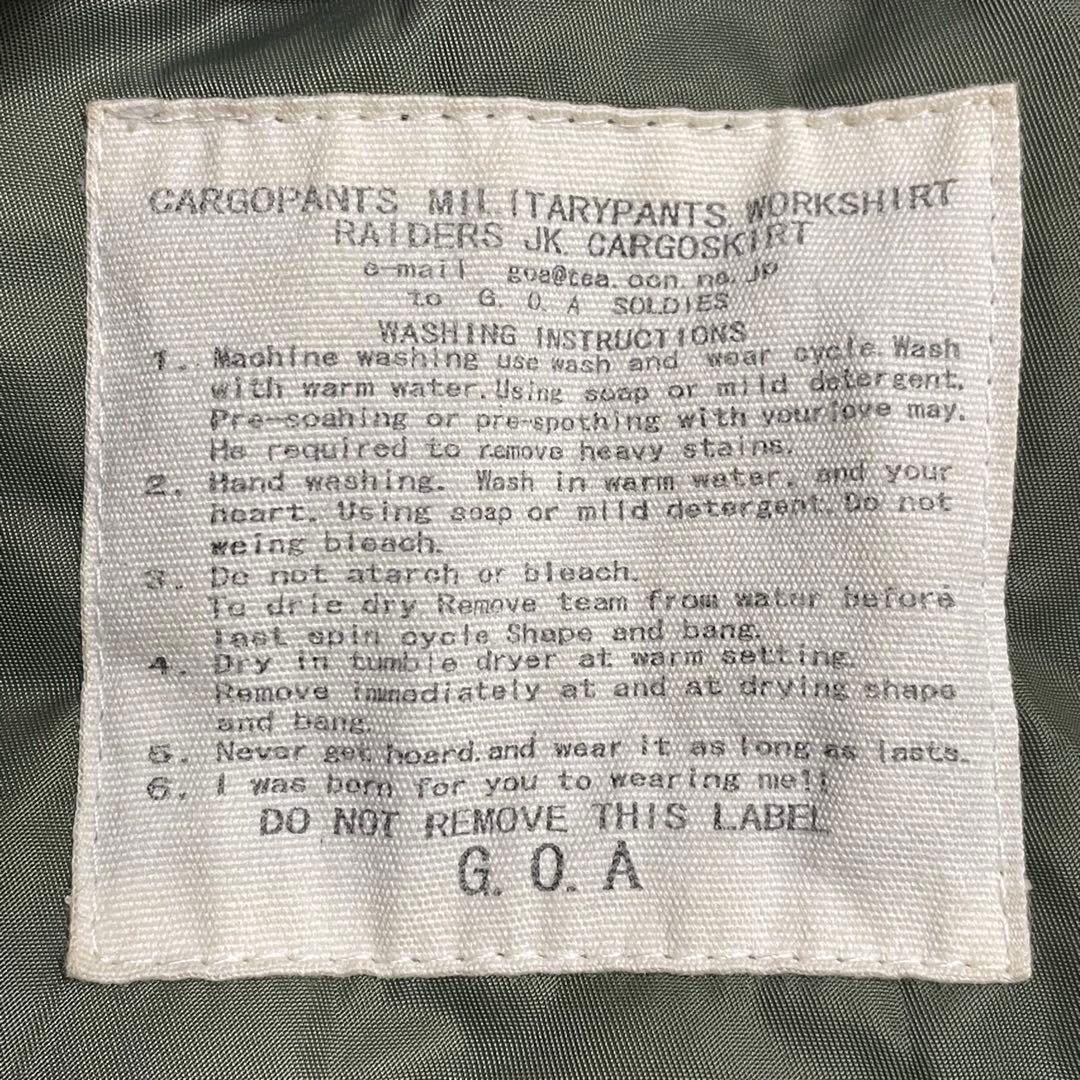 CARGOPANTS MILITARYPANTS, WORKSHIRT
RAIDERS JK. CARGOSKIRT
e-mail goa@tea.ocn.ne.jp
To G. O. A SOLDIES
WASHING INSTRUCTIONS
1. Machine washing use wash and wear cycle. Wash
with warm water. Using soap or mild detergent.
Pre-soahing or pre-spothing with your love may.
He required to remove heavy stains.
2. Hand washing. Wash in warm water. and your
heart. Using soap or mild detergent. Do not
weing bleach.
3. Do not atarch or bleach.
To drie dry. Remove team from water before
last spin cycle Shape and bang.
4. Dry in tumble dryer at warm setting.
Remove immediately at and at drying shape
and bang.
5. Never get hoard. and wear it as long as lasts.
6. I was born for you to wearing me!!
DO NOT REMOVE THIS LABEL
G. O. A